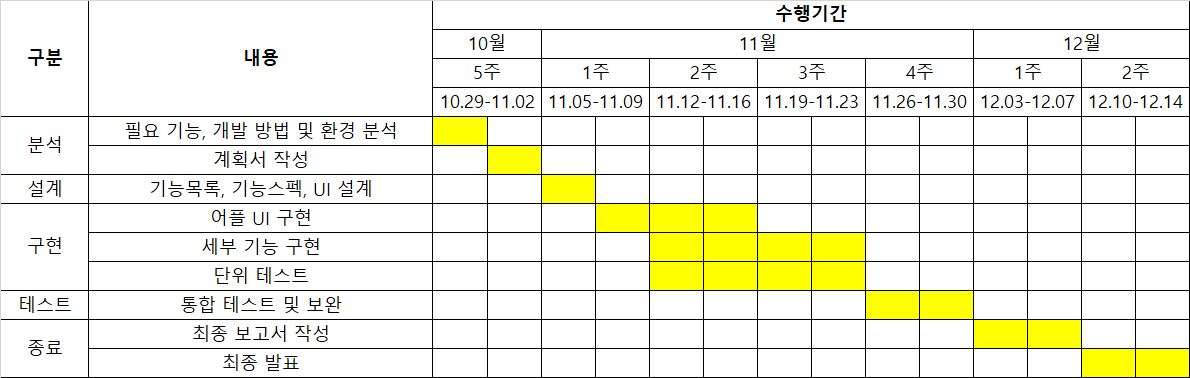 구분
내용
수행기간
10월 11월 12월
5주 1주 2주 3주 4주 1주 2주
10.29-11.02 11.05-11.09 11.12-11.16 11.19-11.23 11.26-11.30 12.03-12.07 12.10-12.14
분석
필요 기능, 개발 방법 및 환경 분석
계획서 작성
설계
기능목록, 기능스펙, UI 설계
구현
어플 UI 구현
세부 기능 구현
단위 테스트
테스트
통합 테스트 및 보완
종료
최종 보고서 작성
최종 발표